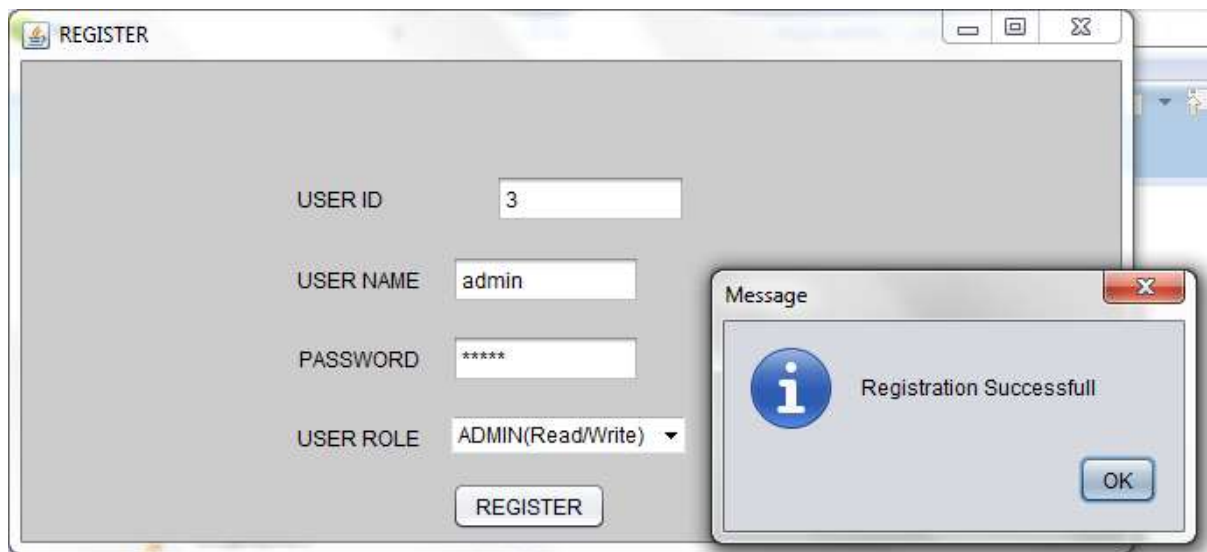 REGISTER
USER ID 3
USER NAME admin
PASSWORD *****
USER ROLE ADMIN(Read/Write)
REGISTER
Message
Registration Successfull
OK